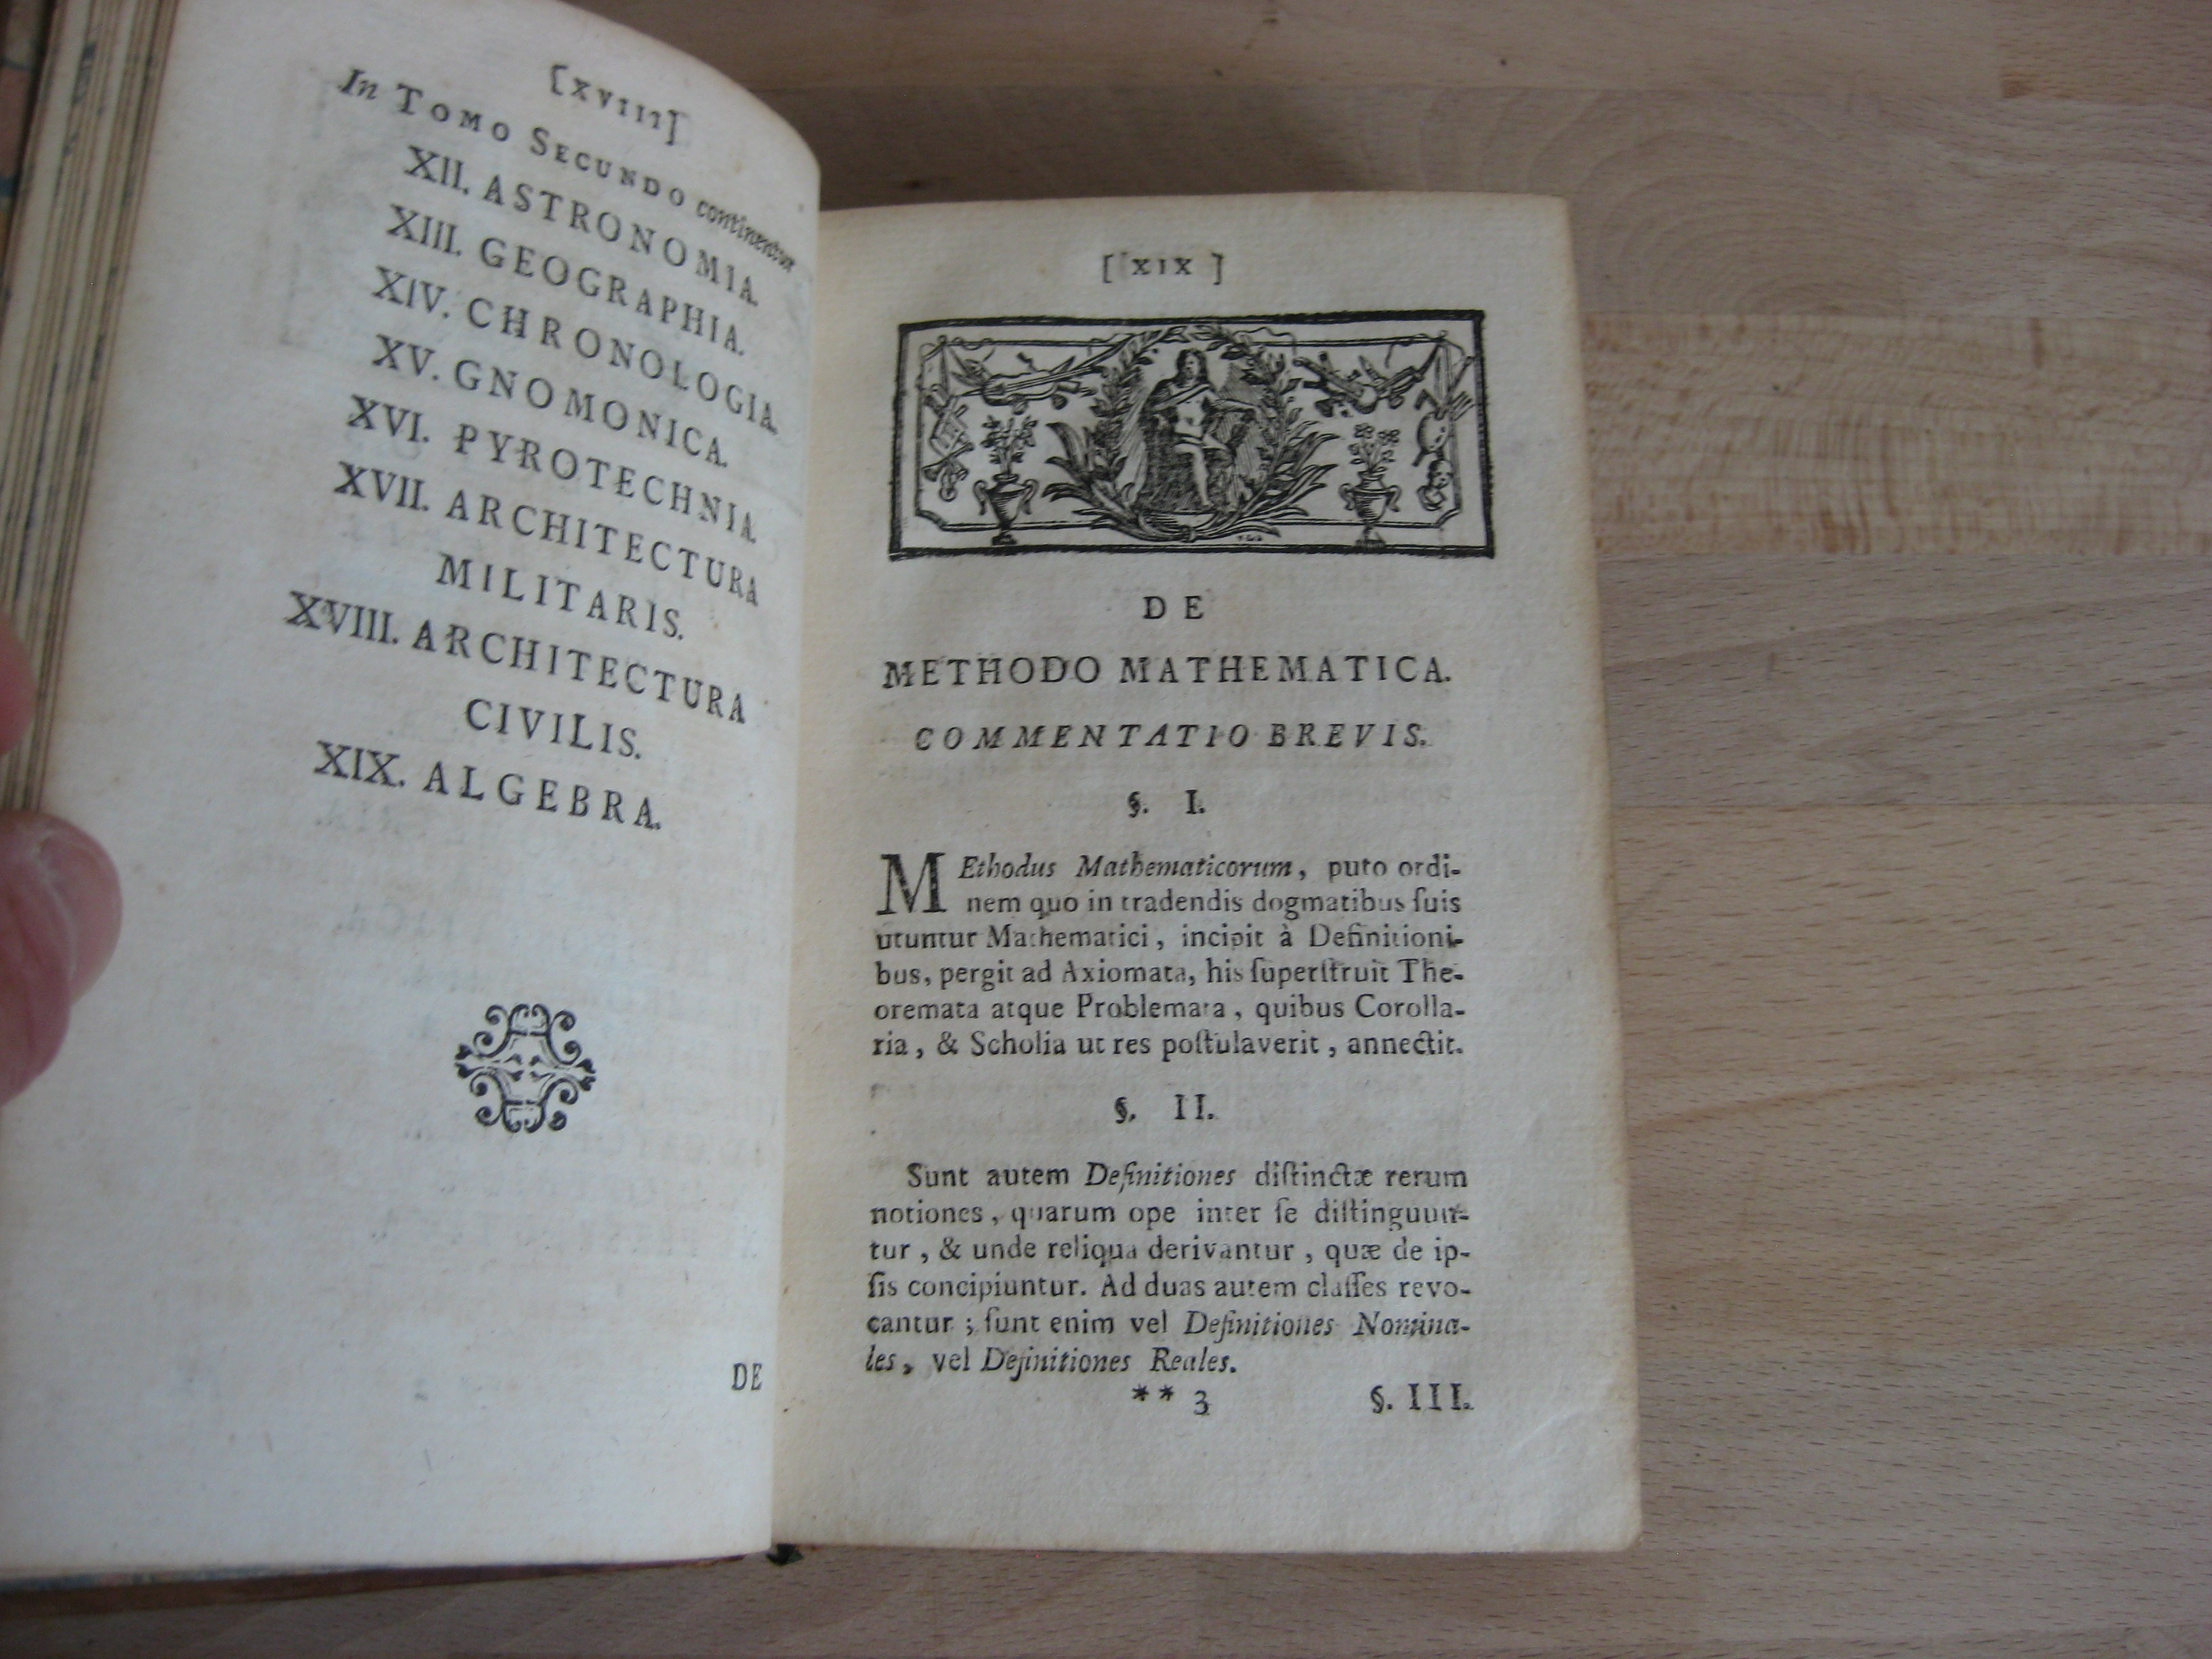 [XVIII]
In TOMO SECUNDO continentur
XII. ASTRONOMIA.
XIII. GEOGRAPHIA.
XIV. CHRONOLOGIA.
XV. GNOMONICA.
XVI. PYROTECHNIA.
XVII. ARCHITECTURA
MILITARIS.
XVIII. ARCHITECTURA
CIVILIS.
XIX. ALGEBRA.
DE
[ XIX ]
DE
METHODO MATHEMATICA.
COMMENTATIO BREVIS.
§. I.
MEthodus Mathematicorum, puto ordi-
nem quo in tradendis dogmatibus ſuis
utuntur Mathematici, incipit à Definitioni-
bus, pergit ad Axiomata, his ſuperſtruit The-
oremata atque Problemata, quibus Corolla-
ria, & Scholia ut res poſtulaverit, annectit.
§. II.
Sunt autem Definitiones diſtinctæ rerum
notiones, quarum ope inter ſe diſtinguun-
tur, & unde reliqua derivantur, quæ de ip-
ſis concipiuntur. Ad duas autem claſſes revo-
cantur; ſunt enim vel Definitiones Nomina-
les, vel Definitiones Reales.
** 3 §. III.